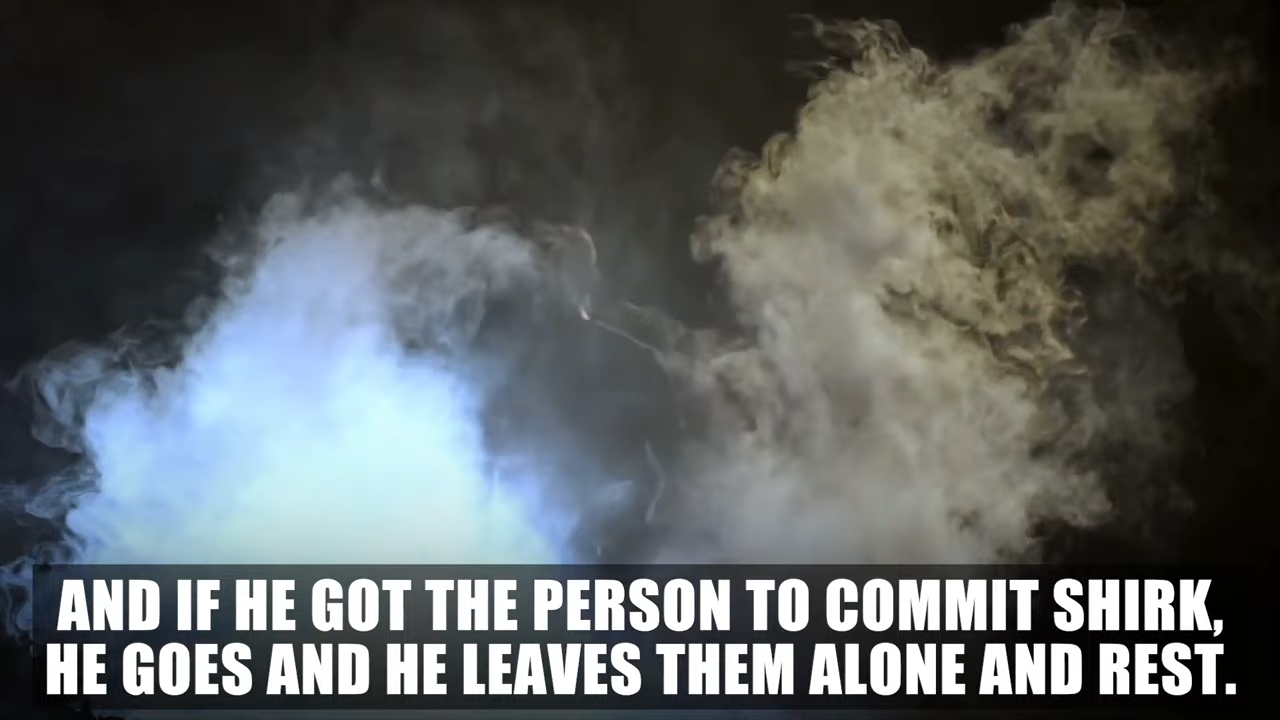 AND IF HE GOT THE PERSON TO COMMIT SHIRK,
HE GOES AND HE LEAVES THEM ALONE AND REST.